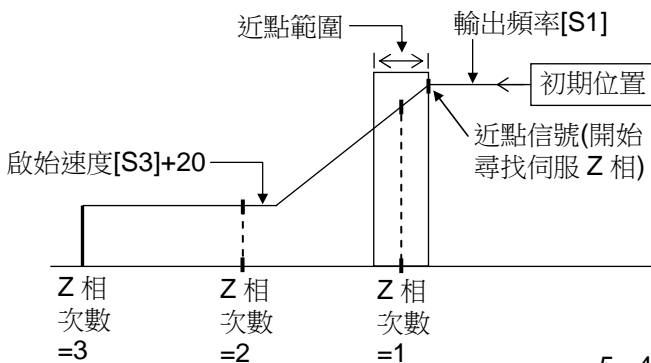 近點範圍
輸出頻率[S1]
初期位置
近點信號(開始
尋找伺服 Z 相)
啟始速度[S3]+20
Z 相
次數
=3
Z 相
次數
=2
Z 相
次數
=1